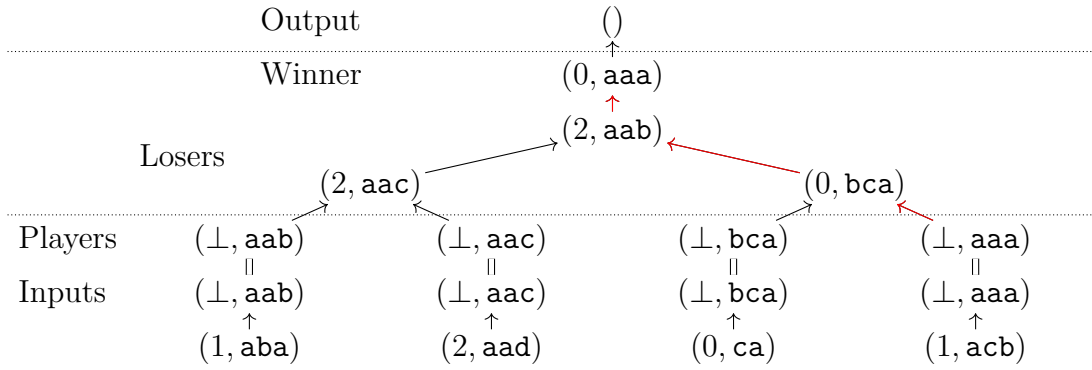 Output ()
Winner (0, aaa)
(2, aab)
Losers
(2, aac) (0, bca)
Players (⊥, aab) (⊥, aac) (⊥, bca) (⊥, aaa)
Inputs (⊥, aab) (⊥, aac) (⊥, bca) (⊥, aaa)
(1, aba) (2, aad) (0, ca) (1, acb)